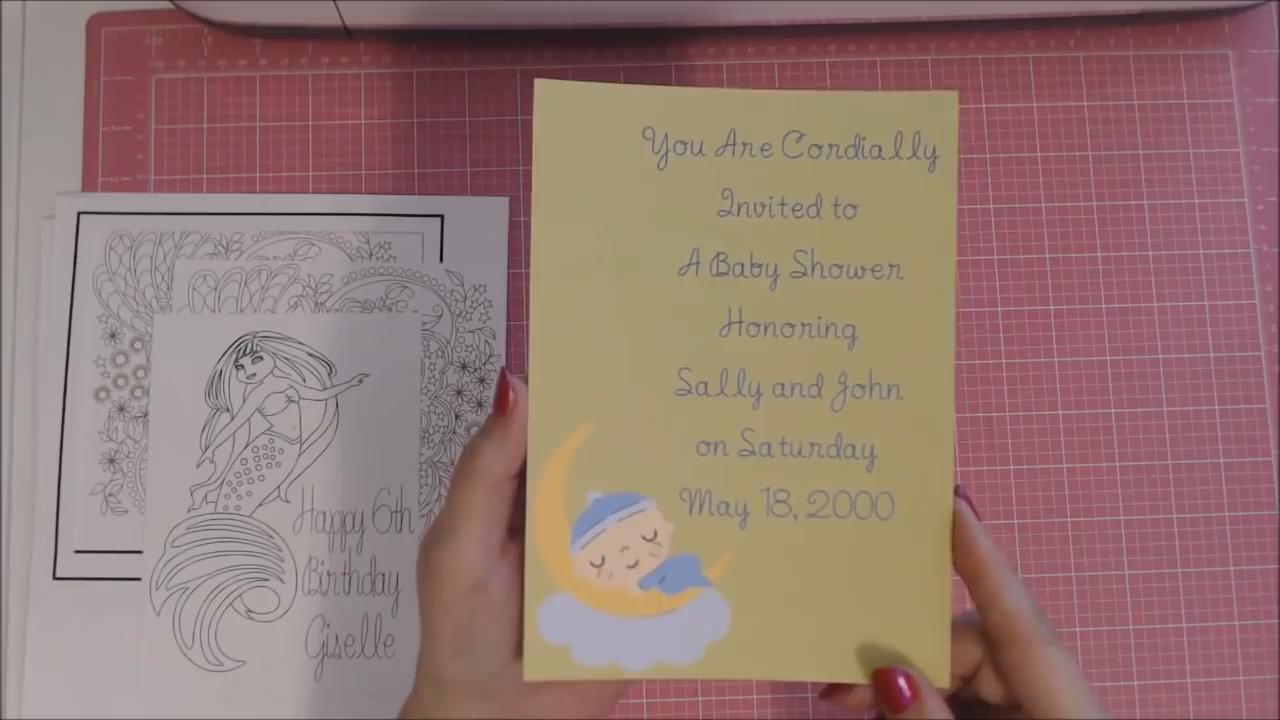 You Are Cordially
Invited to
A Baby Shower
Honoring
Sally and John
on Saturday
May 18, 2000
Happy 6th
Birthday
Giselle